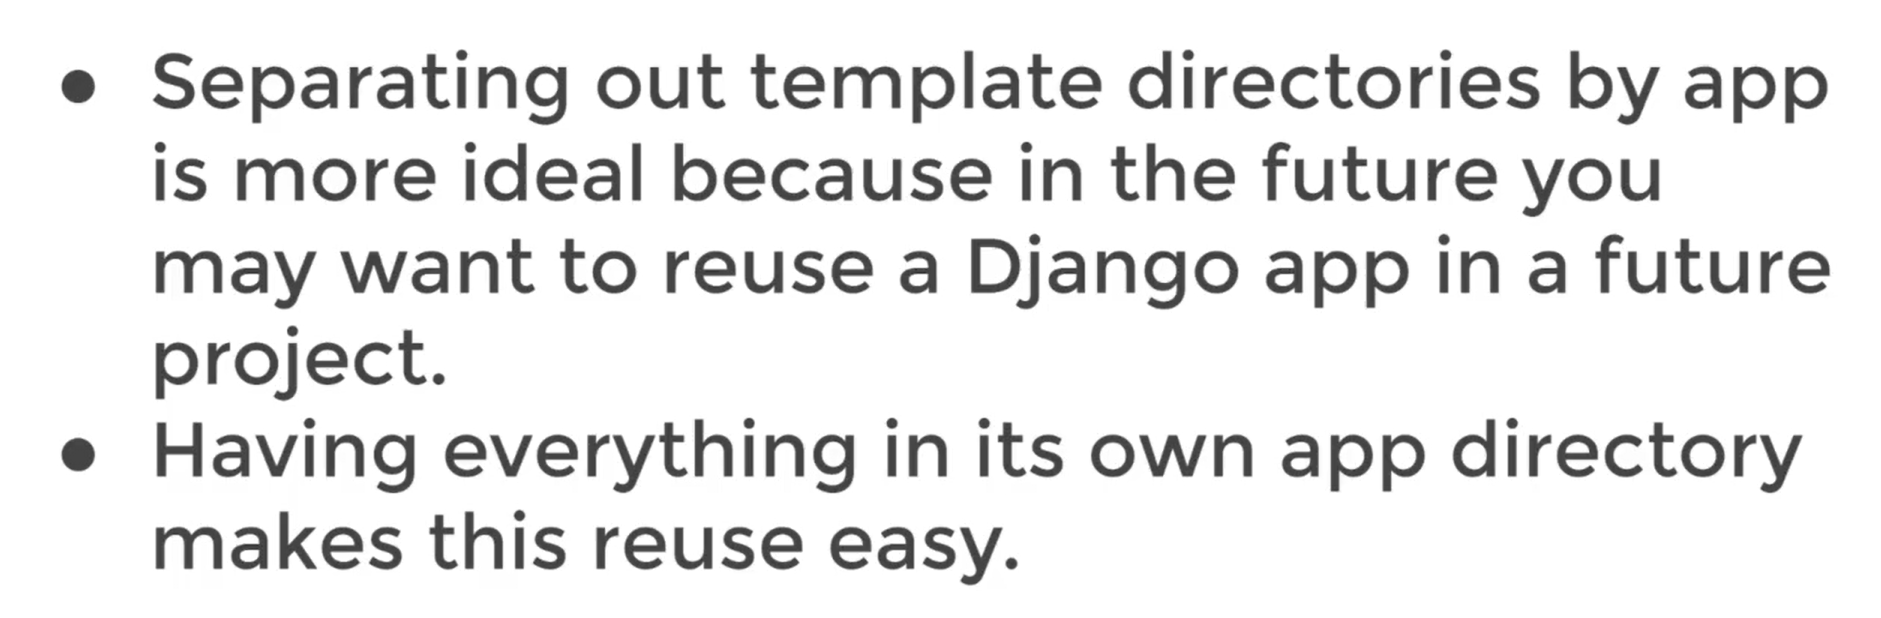 • Separating out template directories by app
is more ideal because in the future you
may want to reuse a Django app in a future
project.
• Having everything in its own app directory
makes this reuse easy.